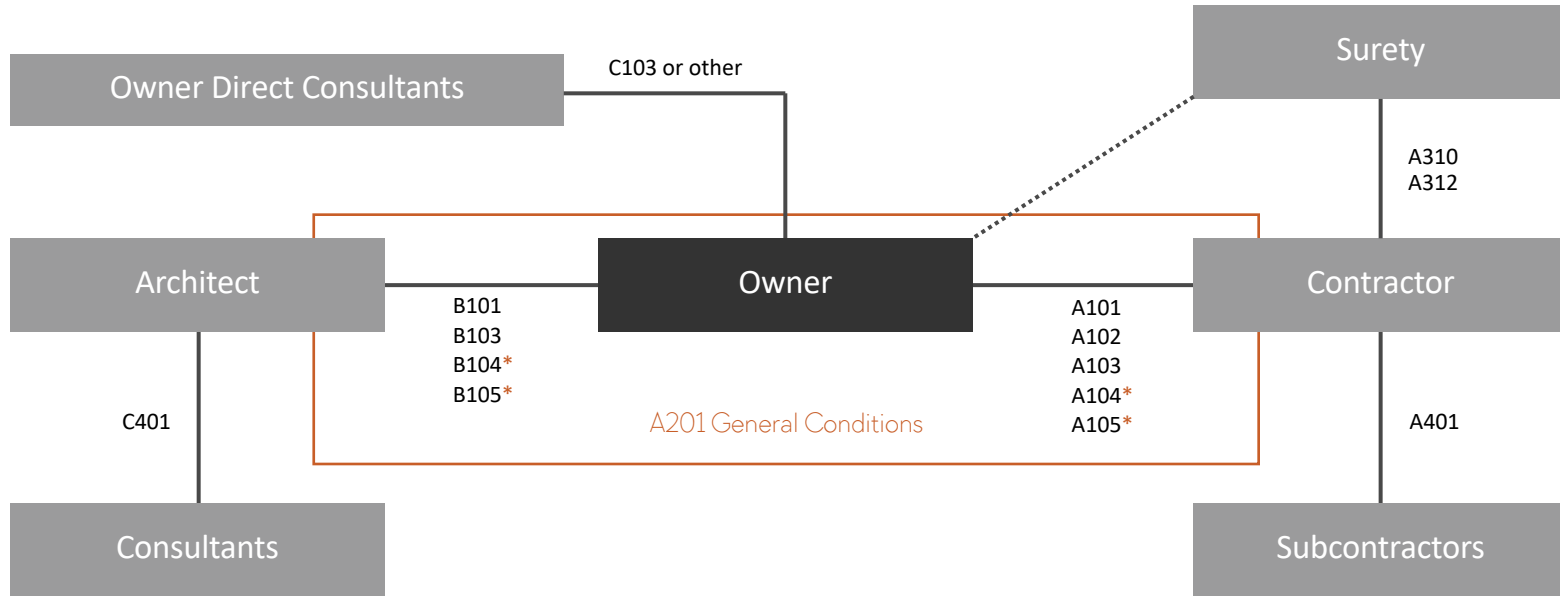 Surety
C103 or other
Owner Direct Consultants
A310
A312
Architect
Owner
Contractor
B101
B103
B104*
B105*
A101
A102
A103
A104*
A105*
A201 General Conditions
C401
A401
Consultants
Subcontractors